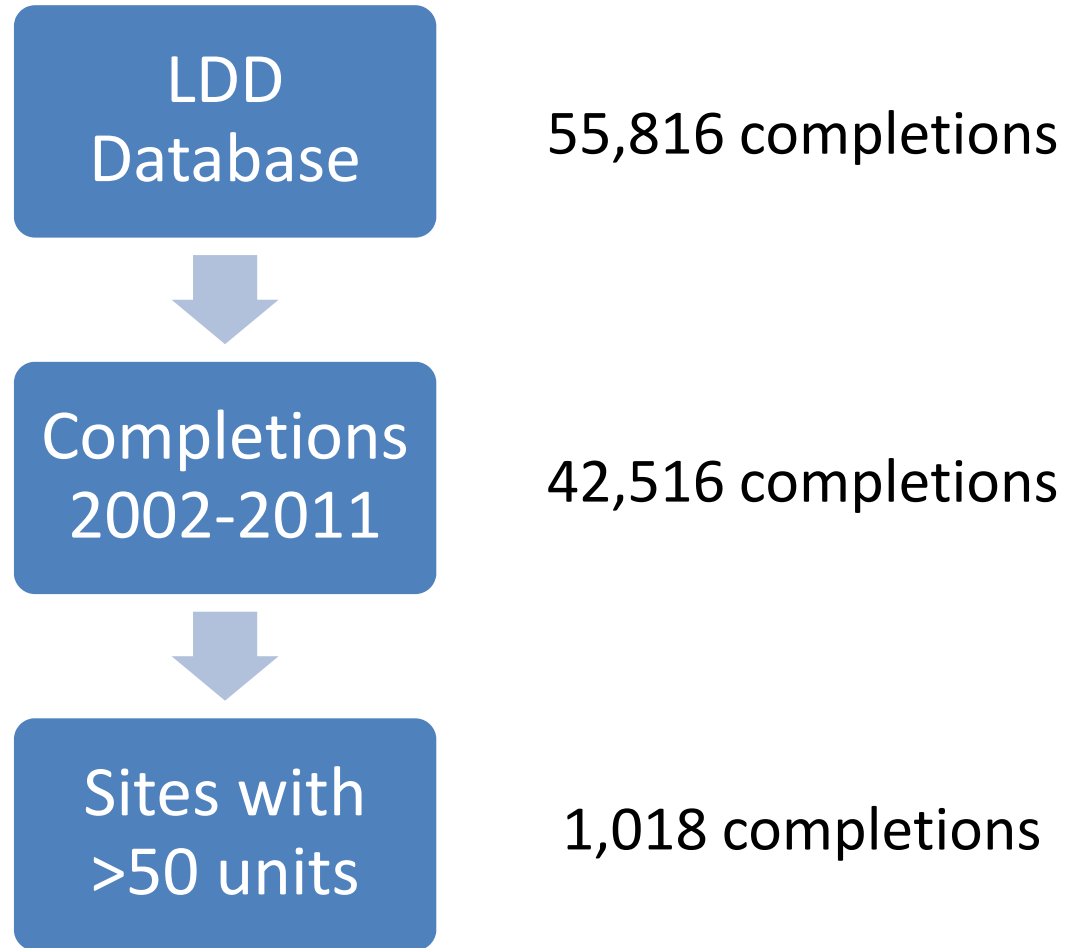 LDD
Database
55,816 completions
Completions
2002-2011
42,516 completions
Sites with
>50 units
1,018 completions